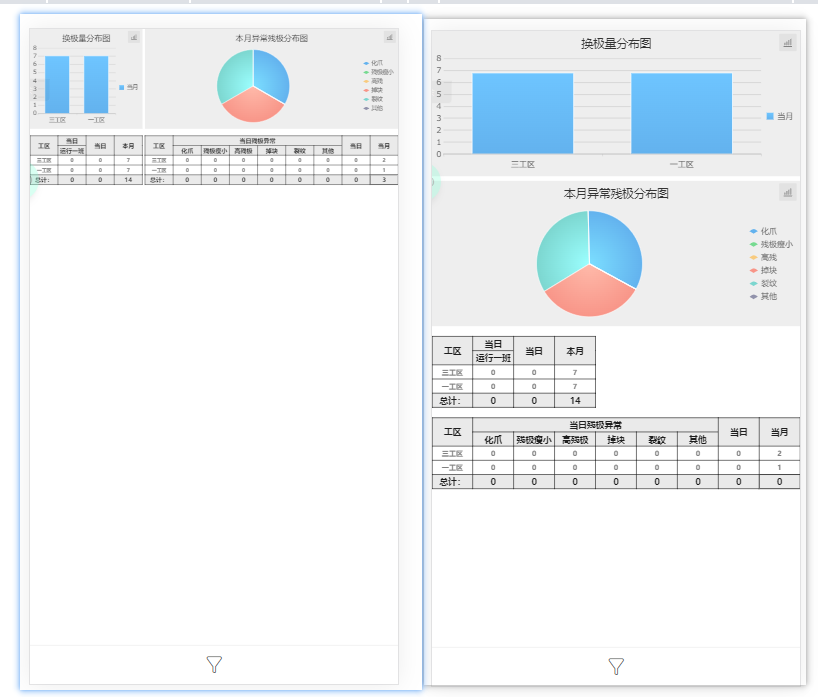 换极量分布图
8
7
6
5
4
3
2
1
0
三工区 一工区
当月
本月异常残极分布图
化爪
残极瘦小
高残
掉块
裂纹
其他
工区 当日 当日 本月
运行一班
三工区 0 0 7
一工区 0 0 7
总计: 0 0 14
工区 当日残极异常 当日 当月
化爪 残极瘦小 高残极 掉块 裂纹 其他
三工区 0 0 0 0 0 0 0 2
一工区 0 0 0 0 0 0 0 1
总计: 0 0 0 0 0 0 0 3
换极量分布图
8
7
6
5
4
3
2
1
0
三工区 一工区
当月
本月异常残极分布图
化爪
残极瘦小
高残
掉块
裂纹
其他
工区 当日 当日 本月
运行一班
三工区 0 0 7
一工区 0 0 7
总计: 0 0 14
工区 当日残极异常 当日 当月
化爪 残极瘦小 高残极 掉块 裂纹 其他
三工区 0 0 0 0 0 0 0 2
一工区 0 0 0 0 0 0 0 1
总计: 0 0 0 0 0 0 0 0